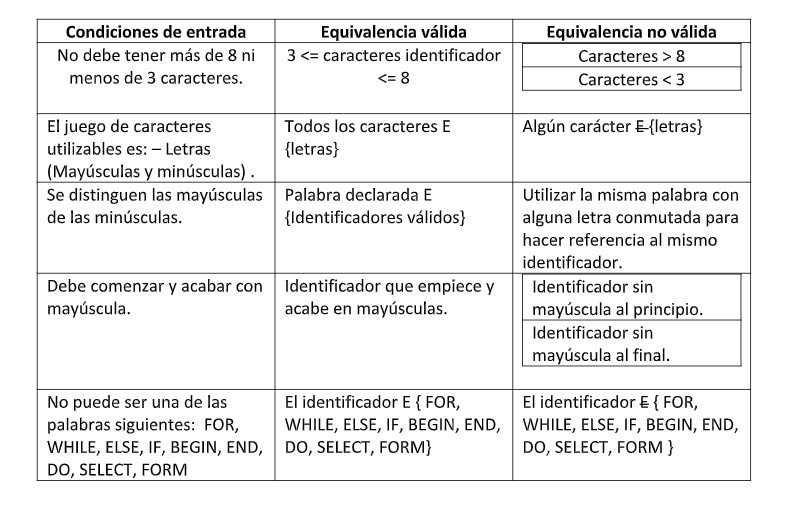 Condiciones de entrada
Equivalencia válida
Equivalencia no válida
No debe tener más de 8 ni
menos de 3 caracteres.
3 <= caracteres identificador
<= 8
Caracteres > 8
Caracteres < 3
El juego de caracteres
utilizables es: – Letras
(Mayúsculas y minúsculas) .
Todos los caracteres E
{letras}
Algún carácter E {letras}
Se distinguen las mayúsculas
de las minúsculas.
Palabra declarada E
{Identificadores válidos}
Utilizar la misma palabra con
alguna letra conmutada para
hacer referencia al mismo
identificador.
Debe comenzar y acabar con
mayúscula.
Identificador que empiece y
acabe en mayúsculas.
Identificador sin
mayúscula al principio.
Identificador sin
mayúscula al final.
No puede ser una de las
palabras siguientes:  FOR,
WHILE, ELSE, IF, BEGIN, END,
DO, SELECT, FORM
El identificador E { FOR,
WHILE, ELSE, IF, BEGIN, END,
DO, SELECT, FORM}
El identificador E { FOR,
WHILE, ELSE, IF, BEGIN, END,
DO, SELECT, FORM }